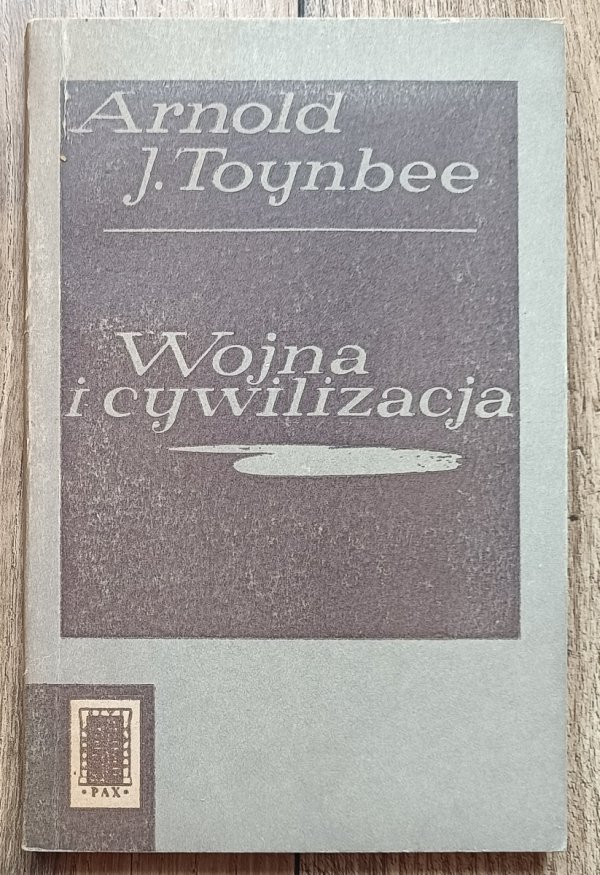 Arnold
J. Toynbee
Wojna
i cywilizacja
• PAX •